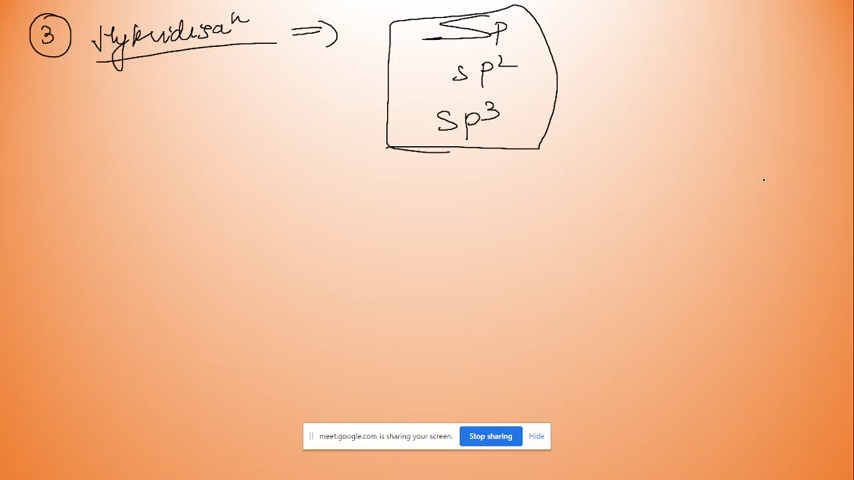 ③ Hybridisaⁿ ⇒
sp
sp²
sp³
meet.google.com is sharing your screen. Stop sharing Hide